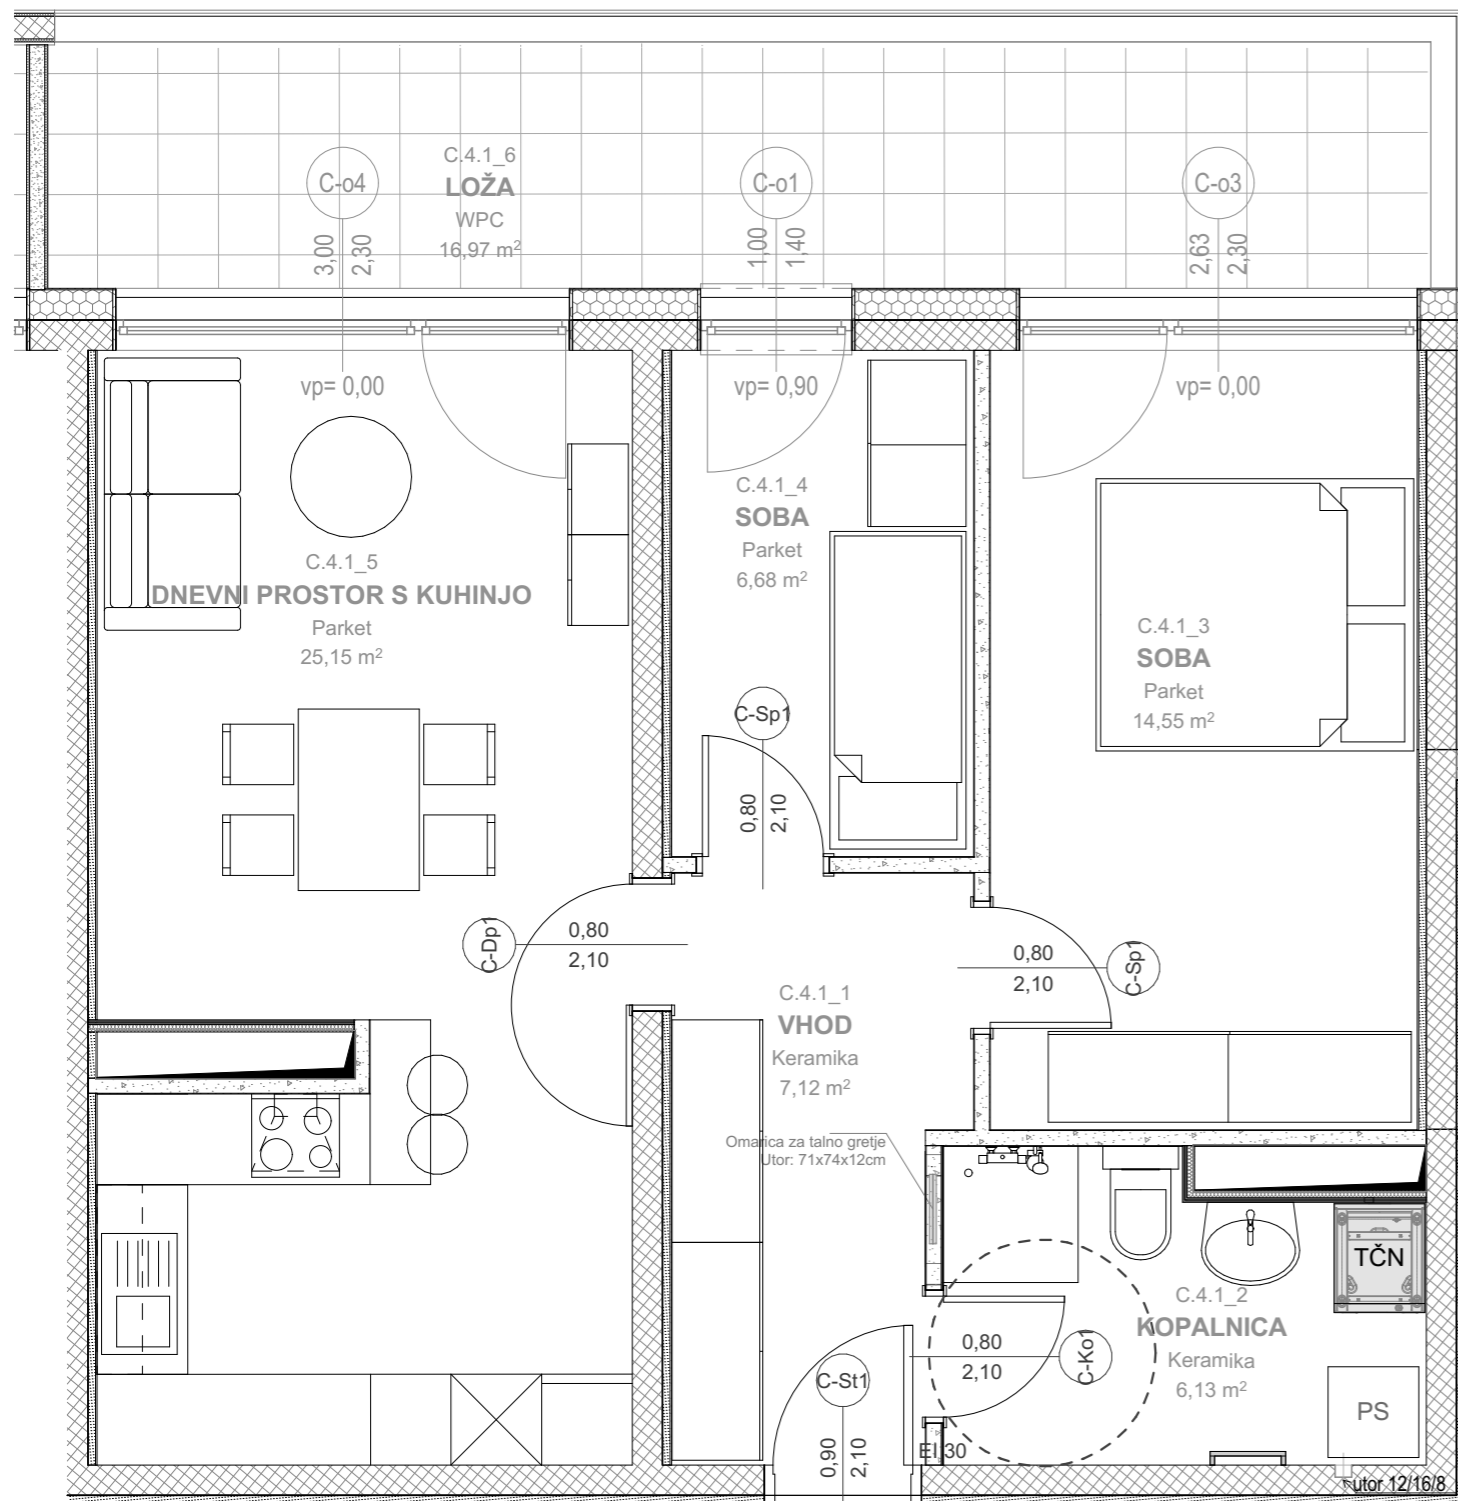 C.4.1_6
LOŽA
WPC
16,97 m²
C-o4
3,00
2,30
vp= 0,00
C-o1
1,00
1,40
vp= 0,90
C-o3
2,63
2,30
vp= 0,00
C.4.1_5
DNEVNI PROSTOR S KUHINJO
Parket
25,15 m²
C.4.1_4
SOBA
Parket
6,68 m²
C.4.1_3
SOBA
Parket
14,55 m²
C-Sp1
0,80
2,10
C-Dp1
0,80
2,10
C-Sp1
0,80
2,10
C.4.1_1
VHOD
Keramika
7,12 m²
Omarica za talno gretje
Utor: 71x74x12cm
TČN
C.4.1_2
KOPALNICA
Keramika
6,13 m²
C-Ko1
0,80
2,10
C-St1
0,90
2,10
EI 30
PS
utor 12/16/8